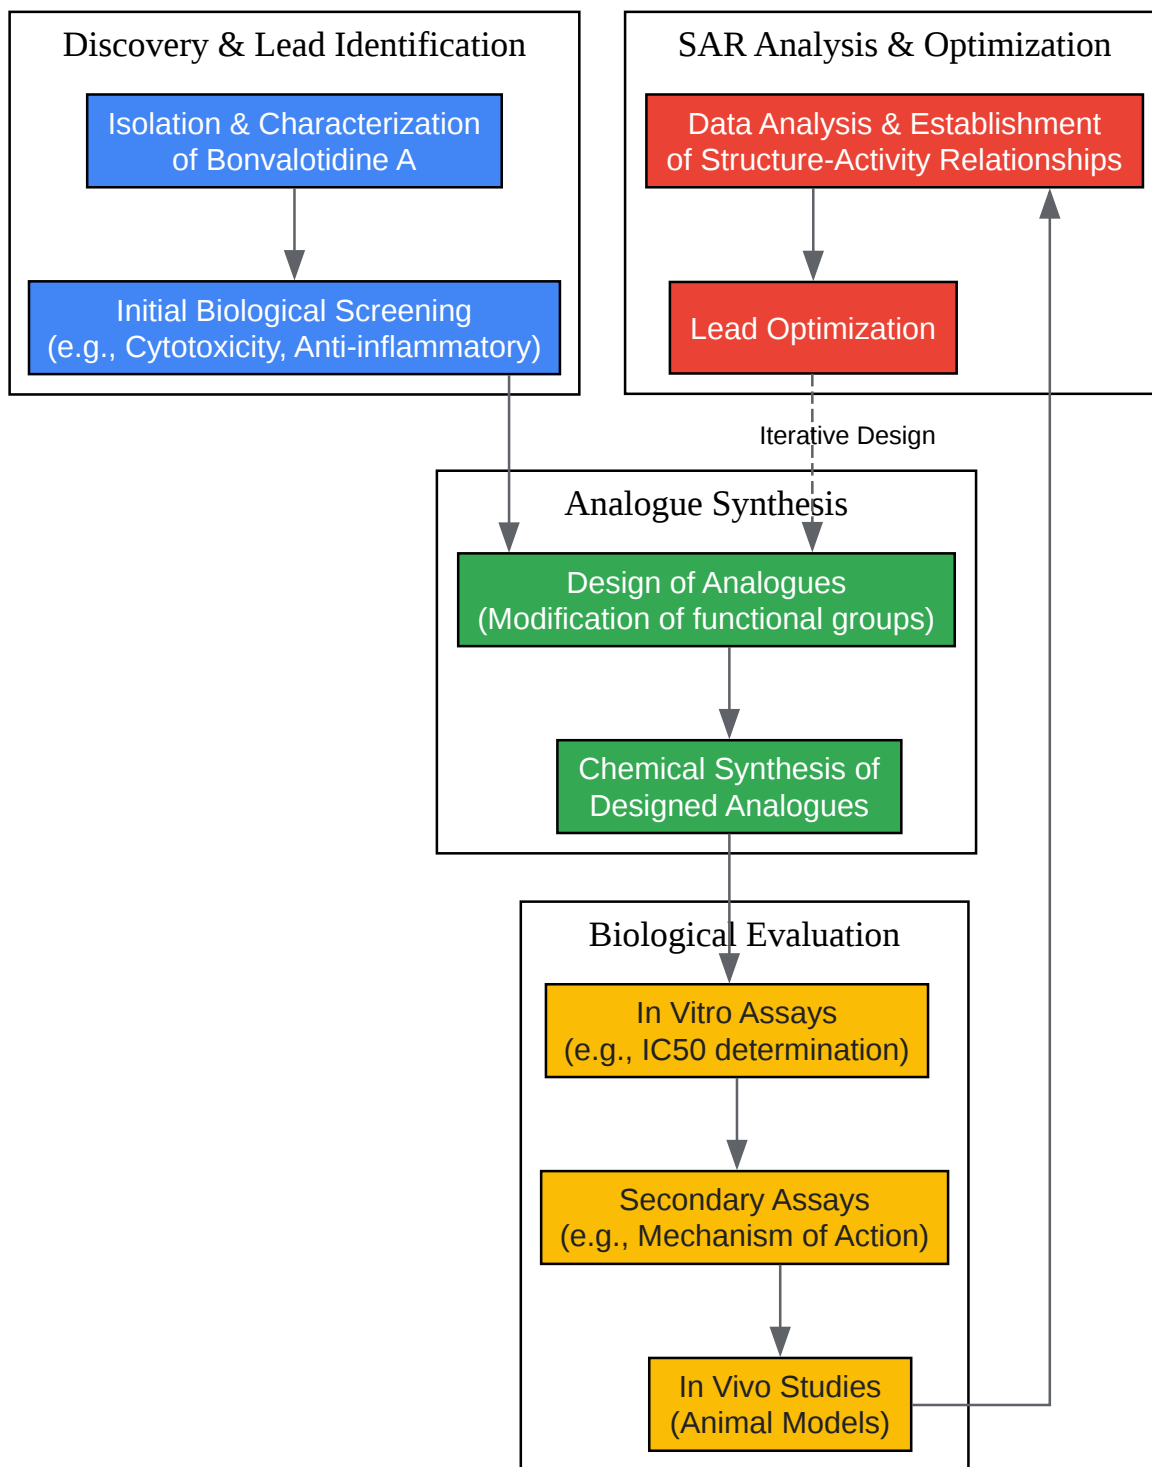 Discovery & Lead Identification
Isolation & Characterization
of Bonvalotidine A
Initial Biological Screening
(e.g., Cytotoxicity, Anti-inflammatory)
SAR Analysis & Optimization
Data Analysis & Establishment
of Structure-Activity Relationships
Lead Optimization
Iterative Design
Analogue Synthesis
Design of Analogues
(Modification of functional groups)
Chemical Synthesis of
Designed Analogues
Biological Evaluation
In Vitro Assays
(e.g., IC50 determination)
Secondary Assays
(e.g., Mechanism of Action)
In Vivo Studies
(Animal Models)